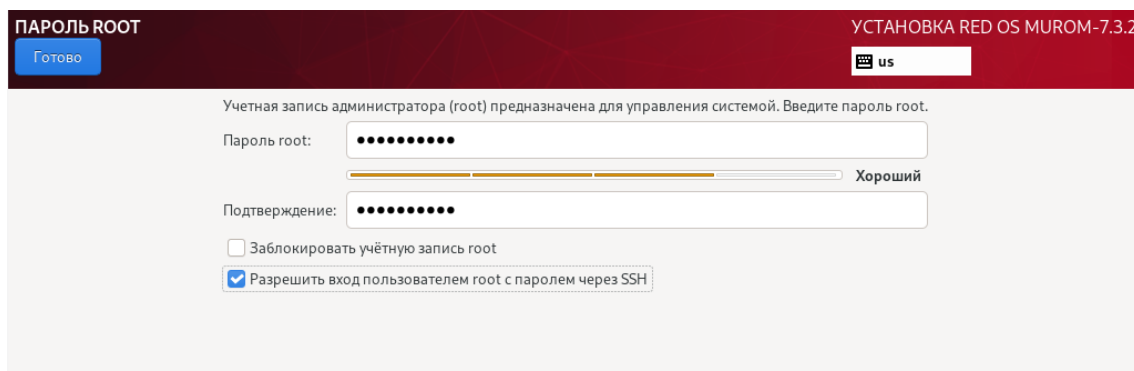 ПАРОЛЬ ROOT
УСТАНОВКА RED OS MUROM-7.3.2
Готово
us
Учетная запись администратора (root) предназначена для управления системой. Введите пароль root.
Пароль root: ●●●●●●●●●●
Хороший
Подтверждение: ●●●●●●●●●●
Заблокировать учётную запись root
Разрешить вход пользователем root с паролем через SSH